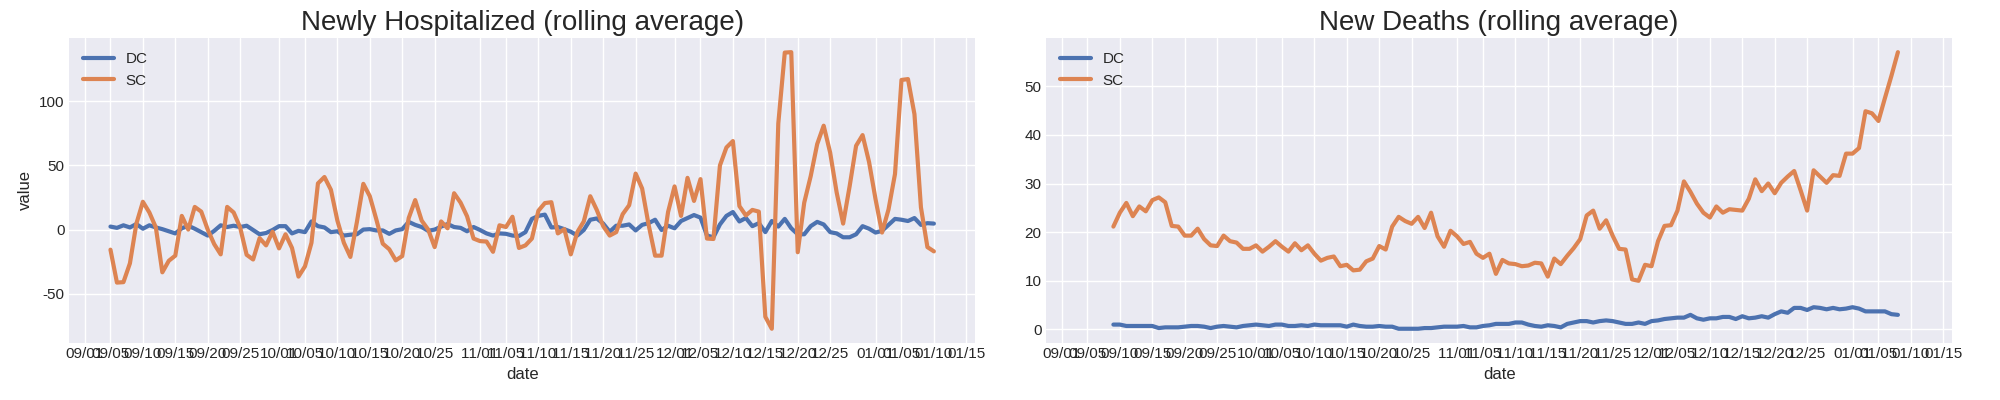 Newly Hospitalized (rolling average)
DC
SC
100
50
0
-50
value
09/01 09/05 09/10 09/15 09/20 09/25 10/01 10/05 10/10 10/15 10/20 10/25 11/01 11/05 11/10 11/15 11/20 11/25 12/01 12/05 12/10 12/15 12/20 12/25 01/01 01/05 01/10 01/15
date
New Deaths (rolling average)
DC
SC
50
40
30
20
10
0
09/01 09/05 09/10 09/15 09/20 09/25 10/01 10/05 10/10 10/15 10/20 10/25 11/01 11/05 11/10 11/15 11/20 11/25 12/01 12/05 12/10 12/15 12/20 12/25 01/01 01/05 01/10 01/15
date